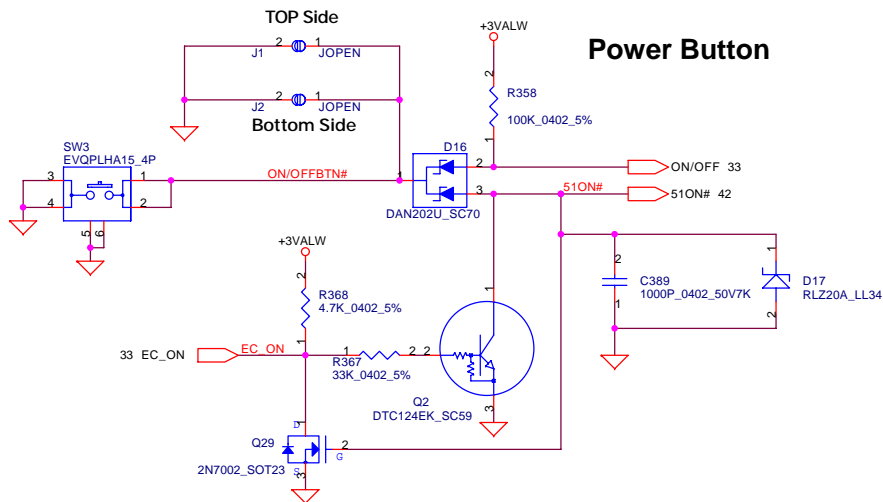 TOP Side
+3VALW
Power Button
2 1
J1 JOPEN
2
R358
100K_0402_5%
1
2 1
J2 JOPEN
Bottom Side
SW3
EVQPLHA15_4P
D16
3 1
4 2
5 6
ON/OFFBTN#
1 2
3
ON/OFF 33
51ON#
51ON# 42
DAN202U_SC70
+3VALW
2
R368
4.7K_0402_5%
1
2
C389
1000P_0402_50V7K
1
1
D17
RLZ20A_LL34
2
1
33 EC_ON
EC_ON
1 2 2
R367
33K_0402_5%
Q2
DTC124EK_SC59
3
1
D
Q29
2N7002_SOT23
2
G
S
3